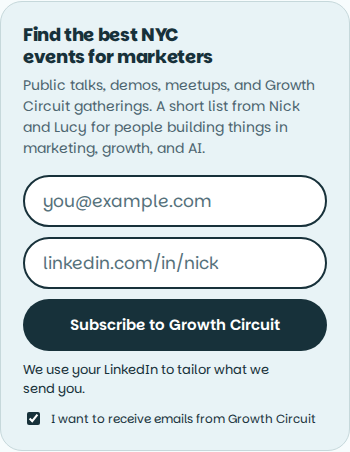 Find the best NYC
events for marketers
Public talks, demos, meetups, and Growth
Circuit gatherings. A short list from Nick
and Lucy for people building things in
marketing, growth, and AI.
you@example.com
linkedin.com/in/nick
Subscribe to Growth Circuit
We use your LinkedIn to tailor what we
send you.
I want to receive emails from Growth Circuit